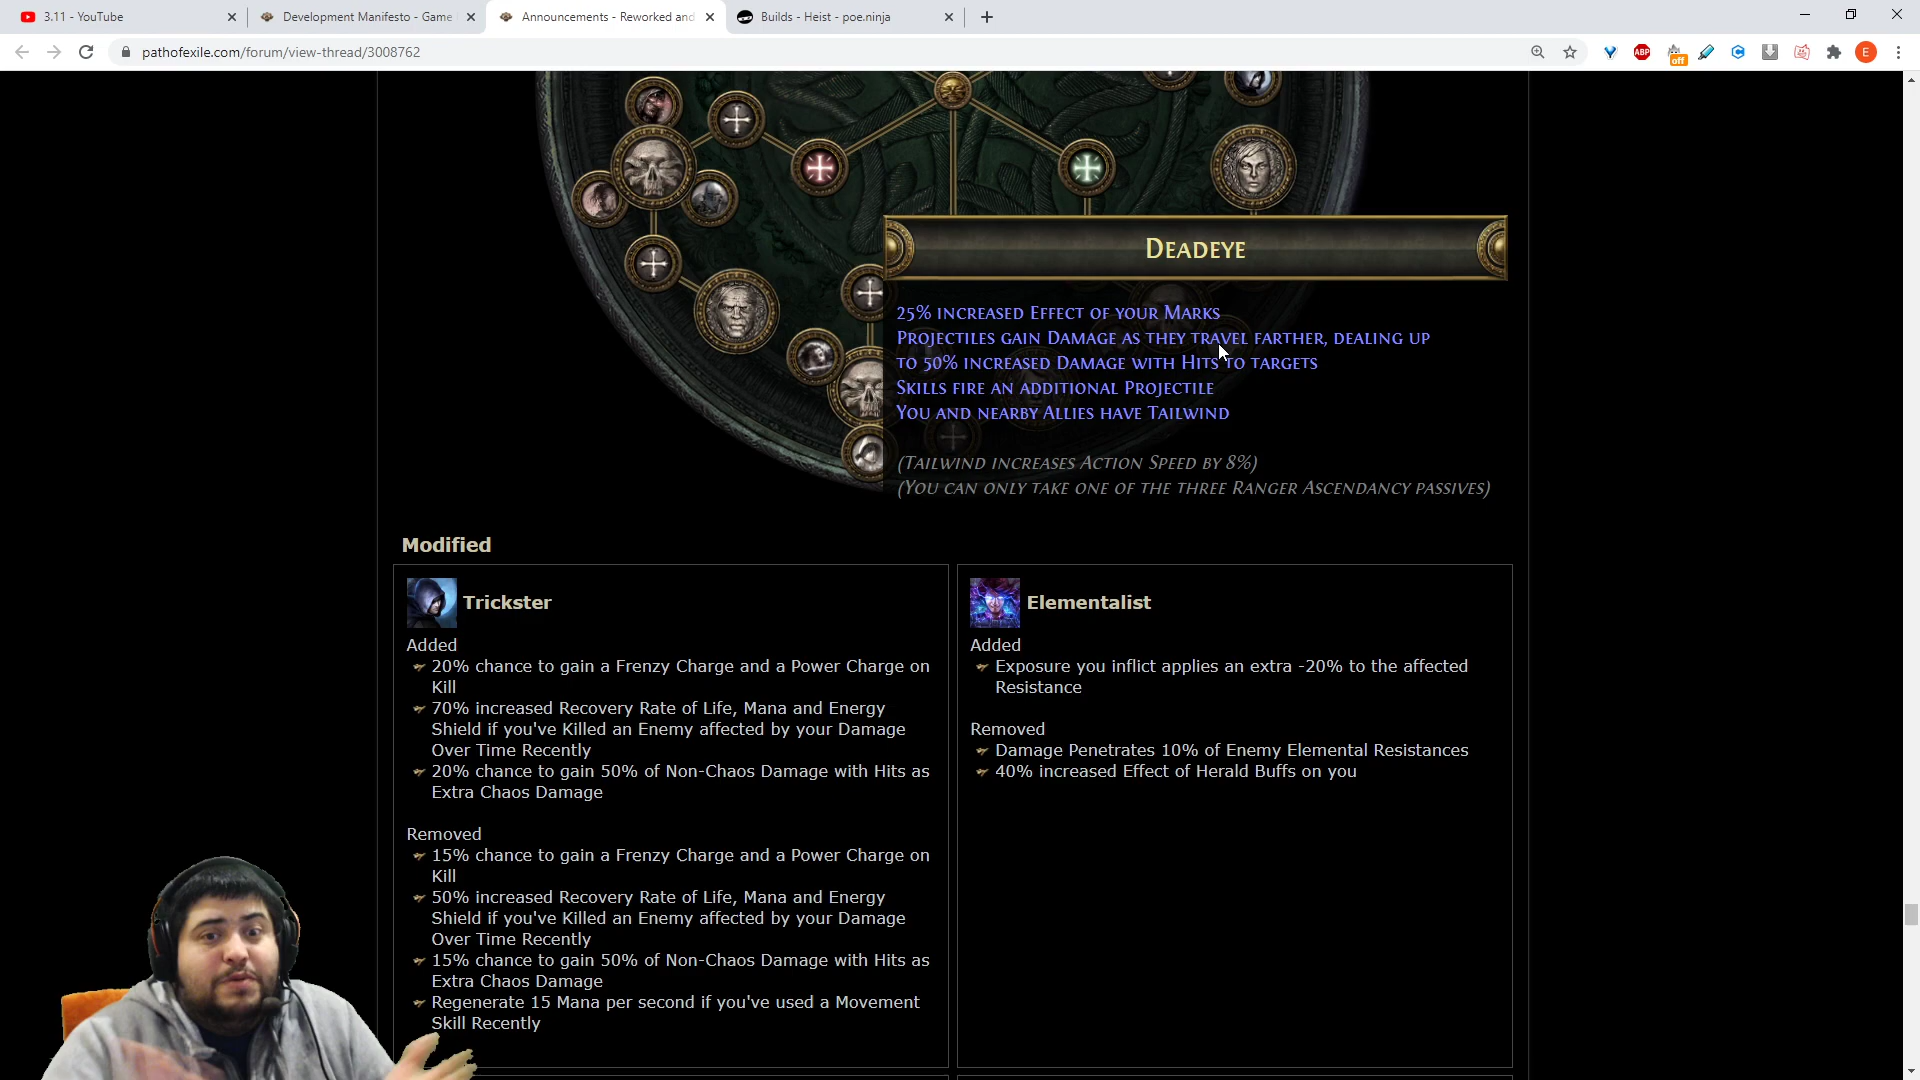 3.11 - YouTube
Development Manifesto - Game
Announcements - Reworked and
Builds - Heist - poe.ninja
pathofexile.com/forum/view-thread/3008762
ABP
off
E
Deadeye
25% increased Effect of your Marks
Projectiles gain Damage as they travel farther, dealing up
to 50% increased Damage with Hits to targets
Skills fire an additional Projectile
You and nearby Allies have Tailwind
(Tailwind increases Action Speed by 8%)
(You can only take one of the three Ranger Ascendancy passives)
Modified
Trickster
Added
20% chance to gain a Frenzy Charge and a Power Charge on
Kill
70% increased Recovery Rate of Life, Mana and Energy
Shield if you've Killed an Enemy affected by your Damage
Over Time Recently
20% chance to gain 50% of Non-Chaos Damage with Hits as
Extra Chaos Damage
Removed
15% chance to gain a Frenzy Charge and a Power Charge on
Kill
50% increased Recovery Rate of Life, Mana and Energy
Shield if you've Killed an Enemy affected by your Damage
Over Time Recently
15% chance to gain 50% of Non-Chaos Damage with Hits as
Extra Chaos Damage
Regenerate 15 Mana per second if you've used a Movement
Skill Recently
Elementalist
Added
Exposure you inflict applies an extra -20% to the affected
Resistance
Removed
Damage Penetrates 10% of Enemy Elemental Resistances
40% increased Effect of Herald Buffs on you